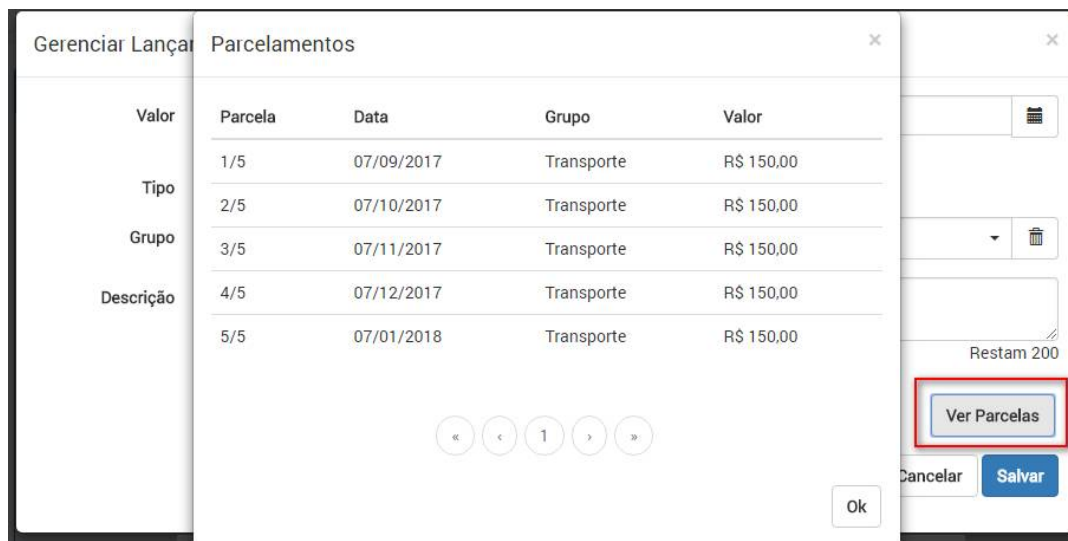 Gerenciar Lançar
Parcelamentos
×
×
Valor
Tipo
Grupo
Descrição
Parcela Data Grupo Valor
1/5 07/09/2017 Transporte R$ 150,00
2/5 07/10/2017 Transporte R$ 150,00
3/5 07/11/2017 Transporte R$ 150,00
4/5 07/12/2017 Transporte R$ 150,00
5/5 07/01/2018 Transporte R$ 150,00
« ‹ 1 › »
Ok
Restam 200
Ver Parcelas
Cancelar Salvar